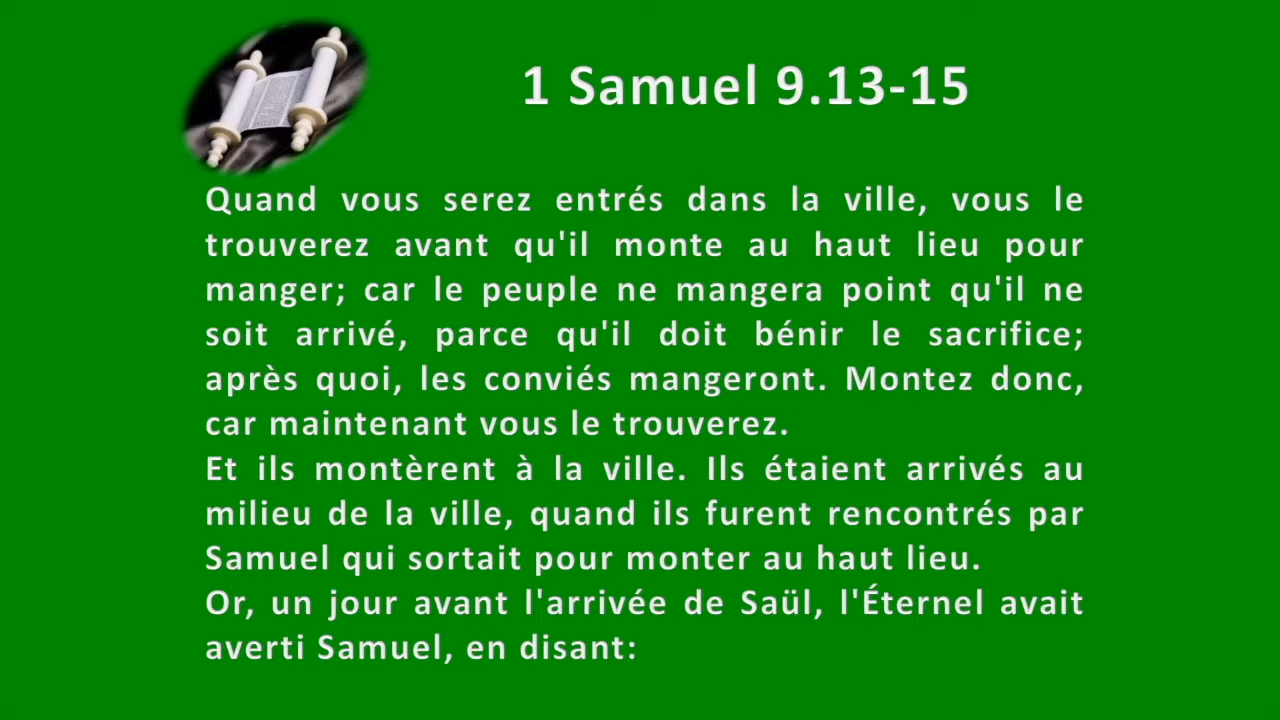 1 Samuel 9.13-15
Quand vous serez entrés dans la ville, vous le
trouverez avant qu'il monte au haut lieu pour
manger; car le peuple ne mangera point qu'il ne
soit arrivé, parce qu'il doit bénir le sacrifice;
après quoi, les conviés mangeront. Montez donc,
car maintenant vous le trouverez.
Et ils montèrent à la ville. Ils étaient arrivés au
milieu de la ville, quand ils furent rencontrés par
Samuel qui sortait pour monter au haut lieu.
Or, un jour avant l'arrivée de Saül, l'Éternel avait
averti Samuel, en disant: